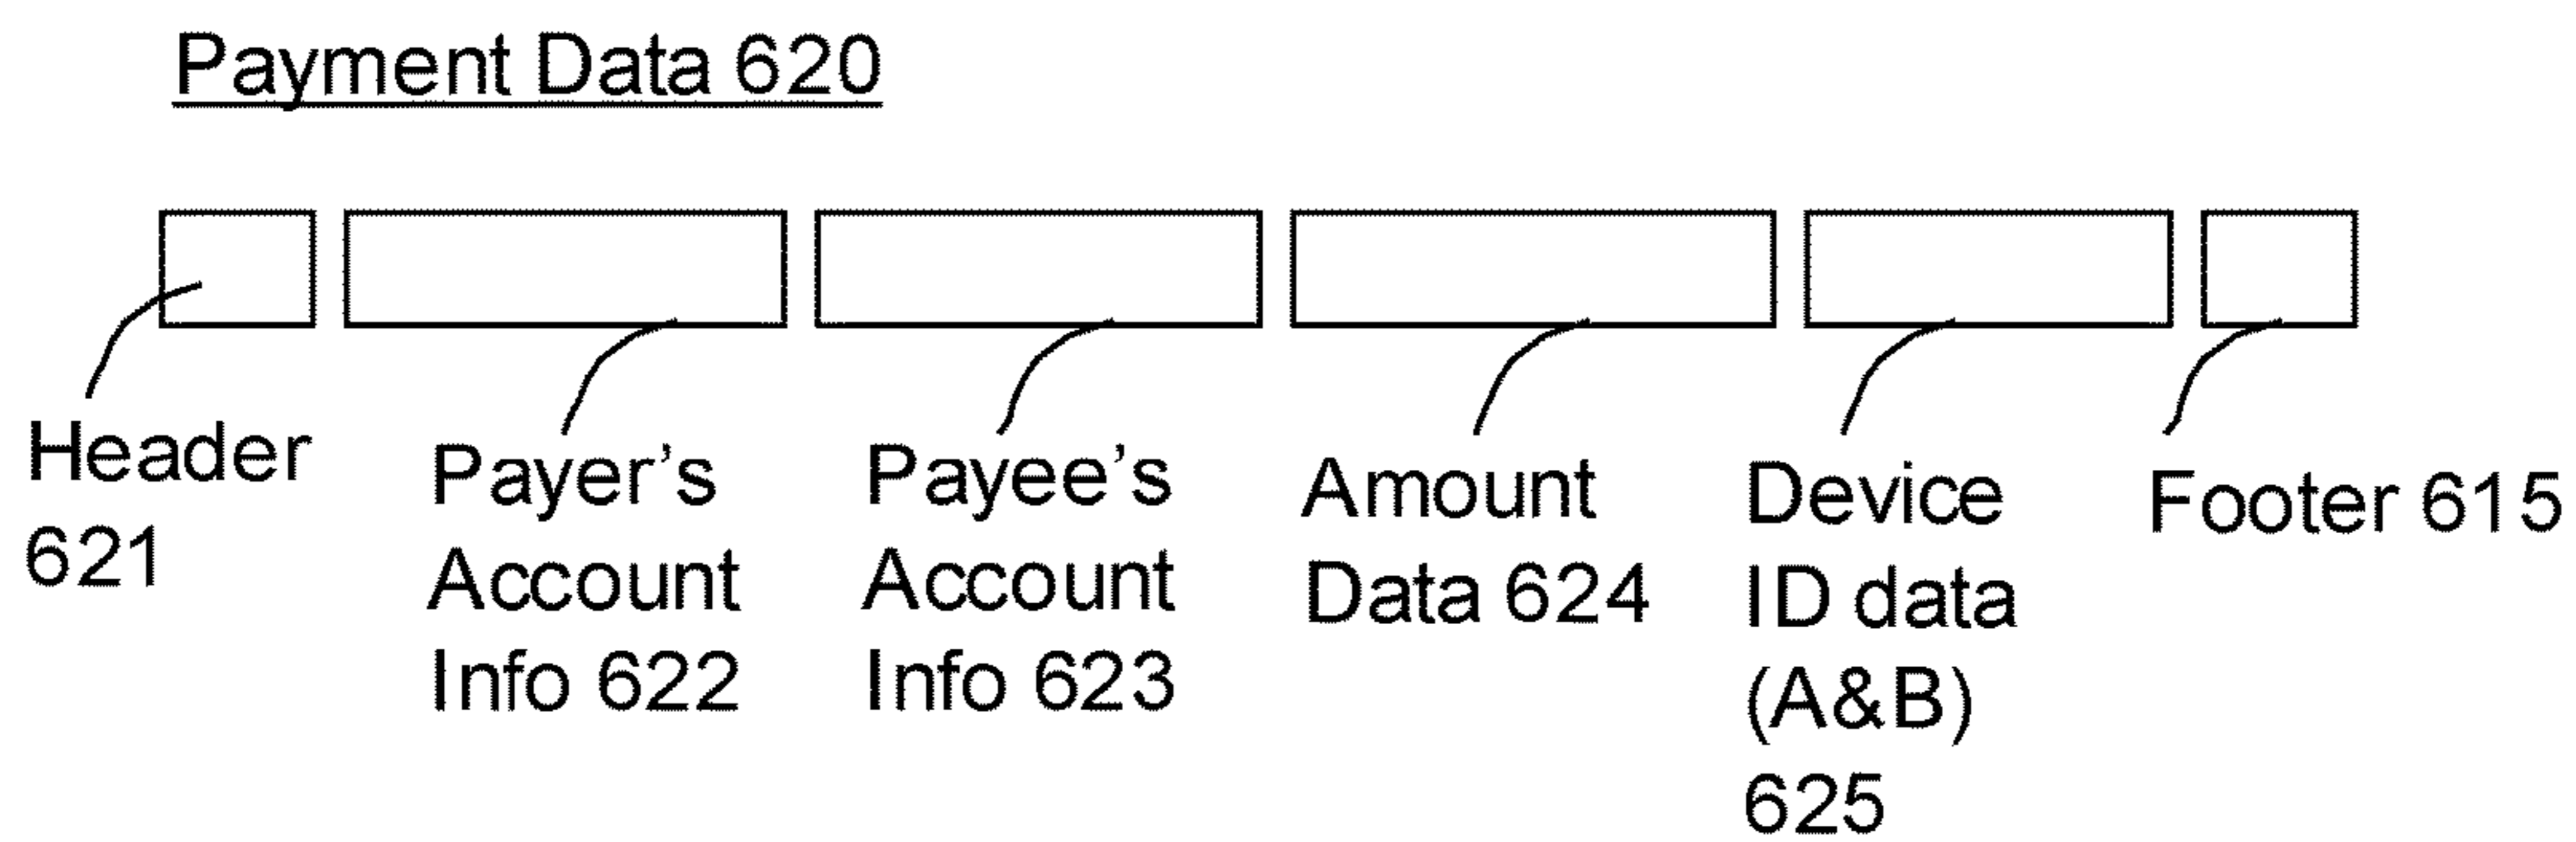 Payment Data 620
Header
621
Payer's
Account
Info 622
Payee's
Account
Info 623
Amount
Data 624
Device
ID data
(A&B)
625
Footer 615